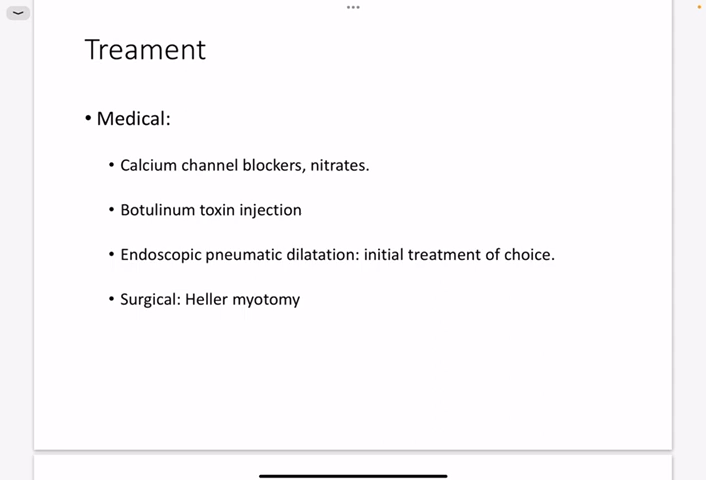 Treament
• Medical:
• Calcium channel blockers, nitrates.
• Botulinum toxin injection
• Endoscopic pneumatic dilatation: initial treatment of choice.
• Surgical: Heller myotomy